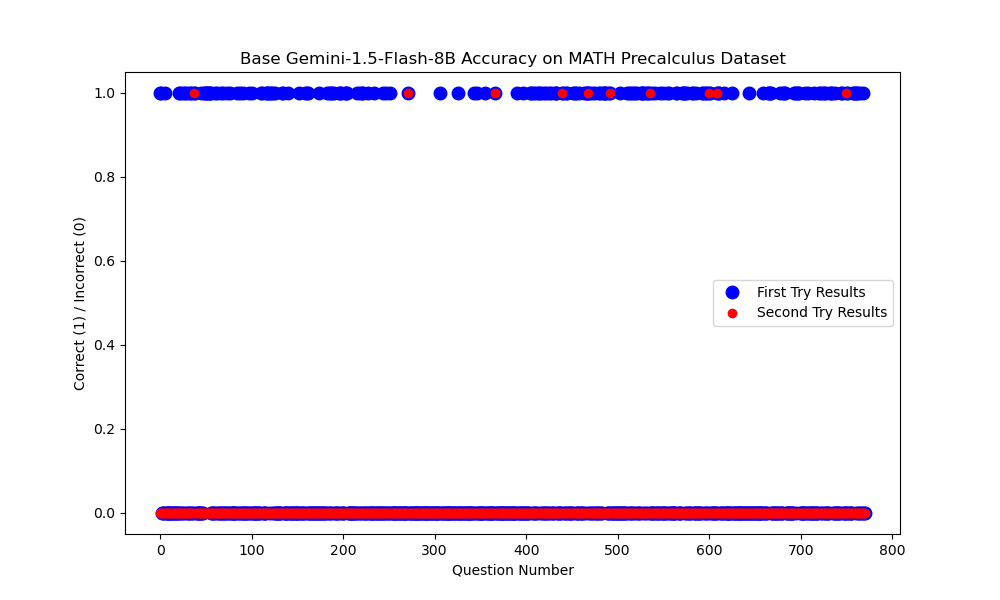 Base Gemini-1.5-Flash-8B Accuracy on MATH Precalculus Dataset
1.0
0.8
0.6
0.4
0.2
0.0
Correct (1) / Incorrect (0)
First Try Results
Second Try Results
0 100 200 300 400 500 600 700 800
Question Number